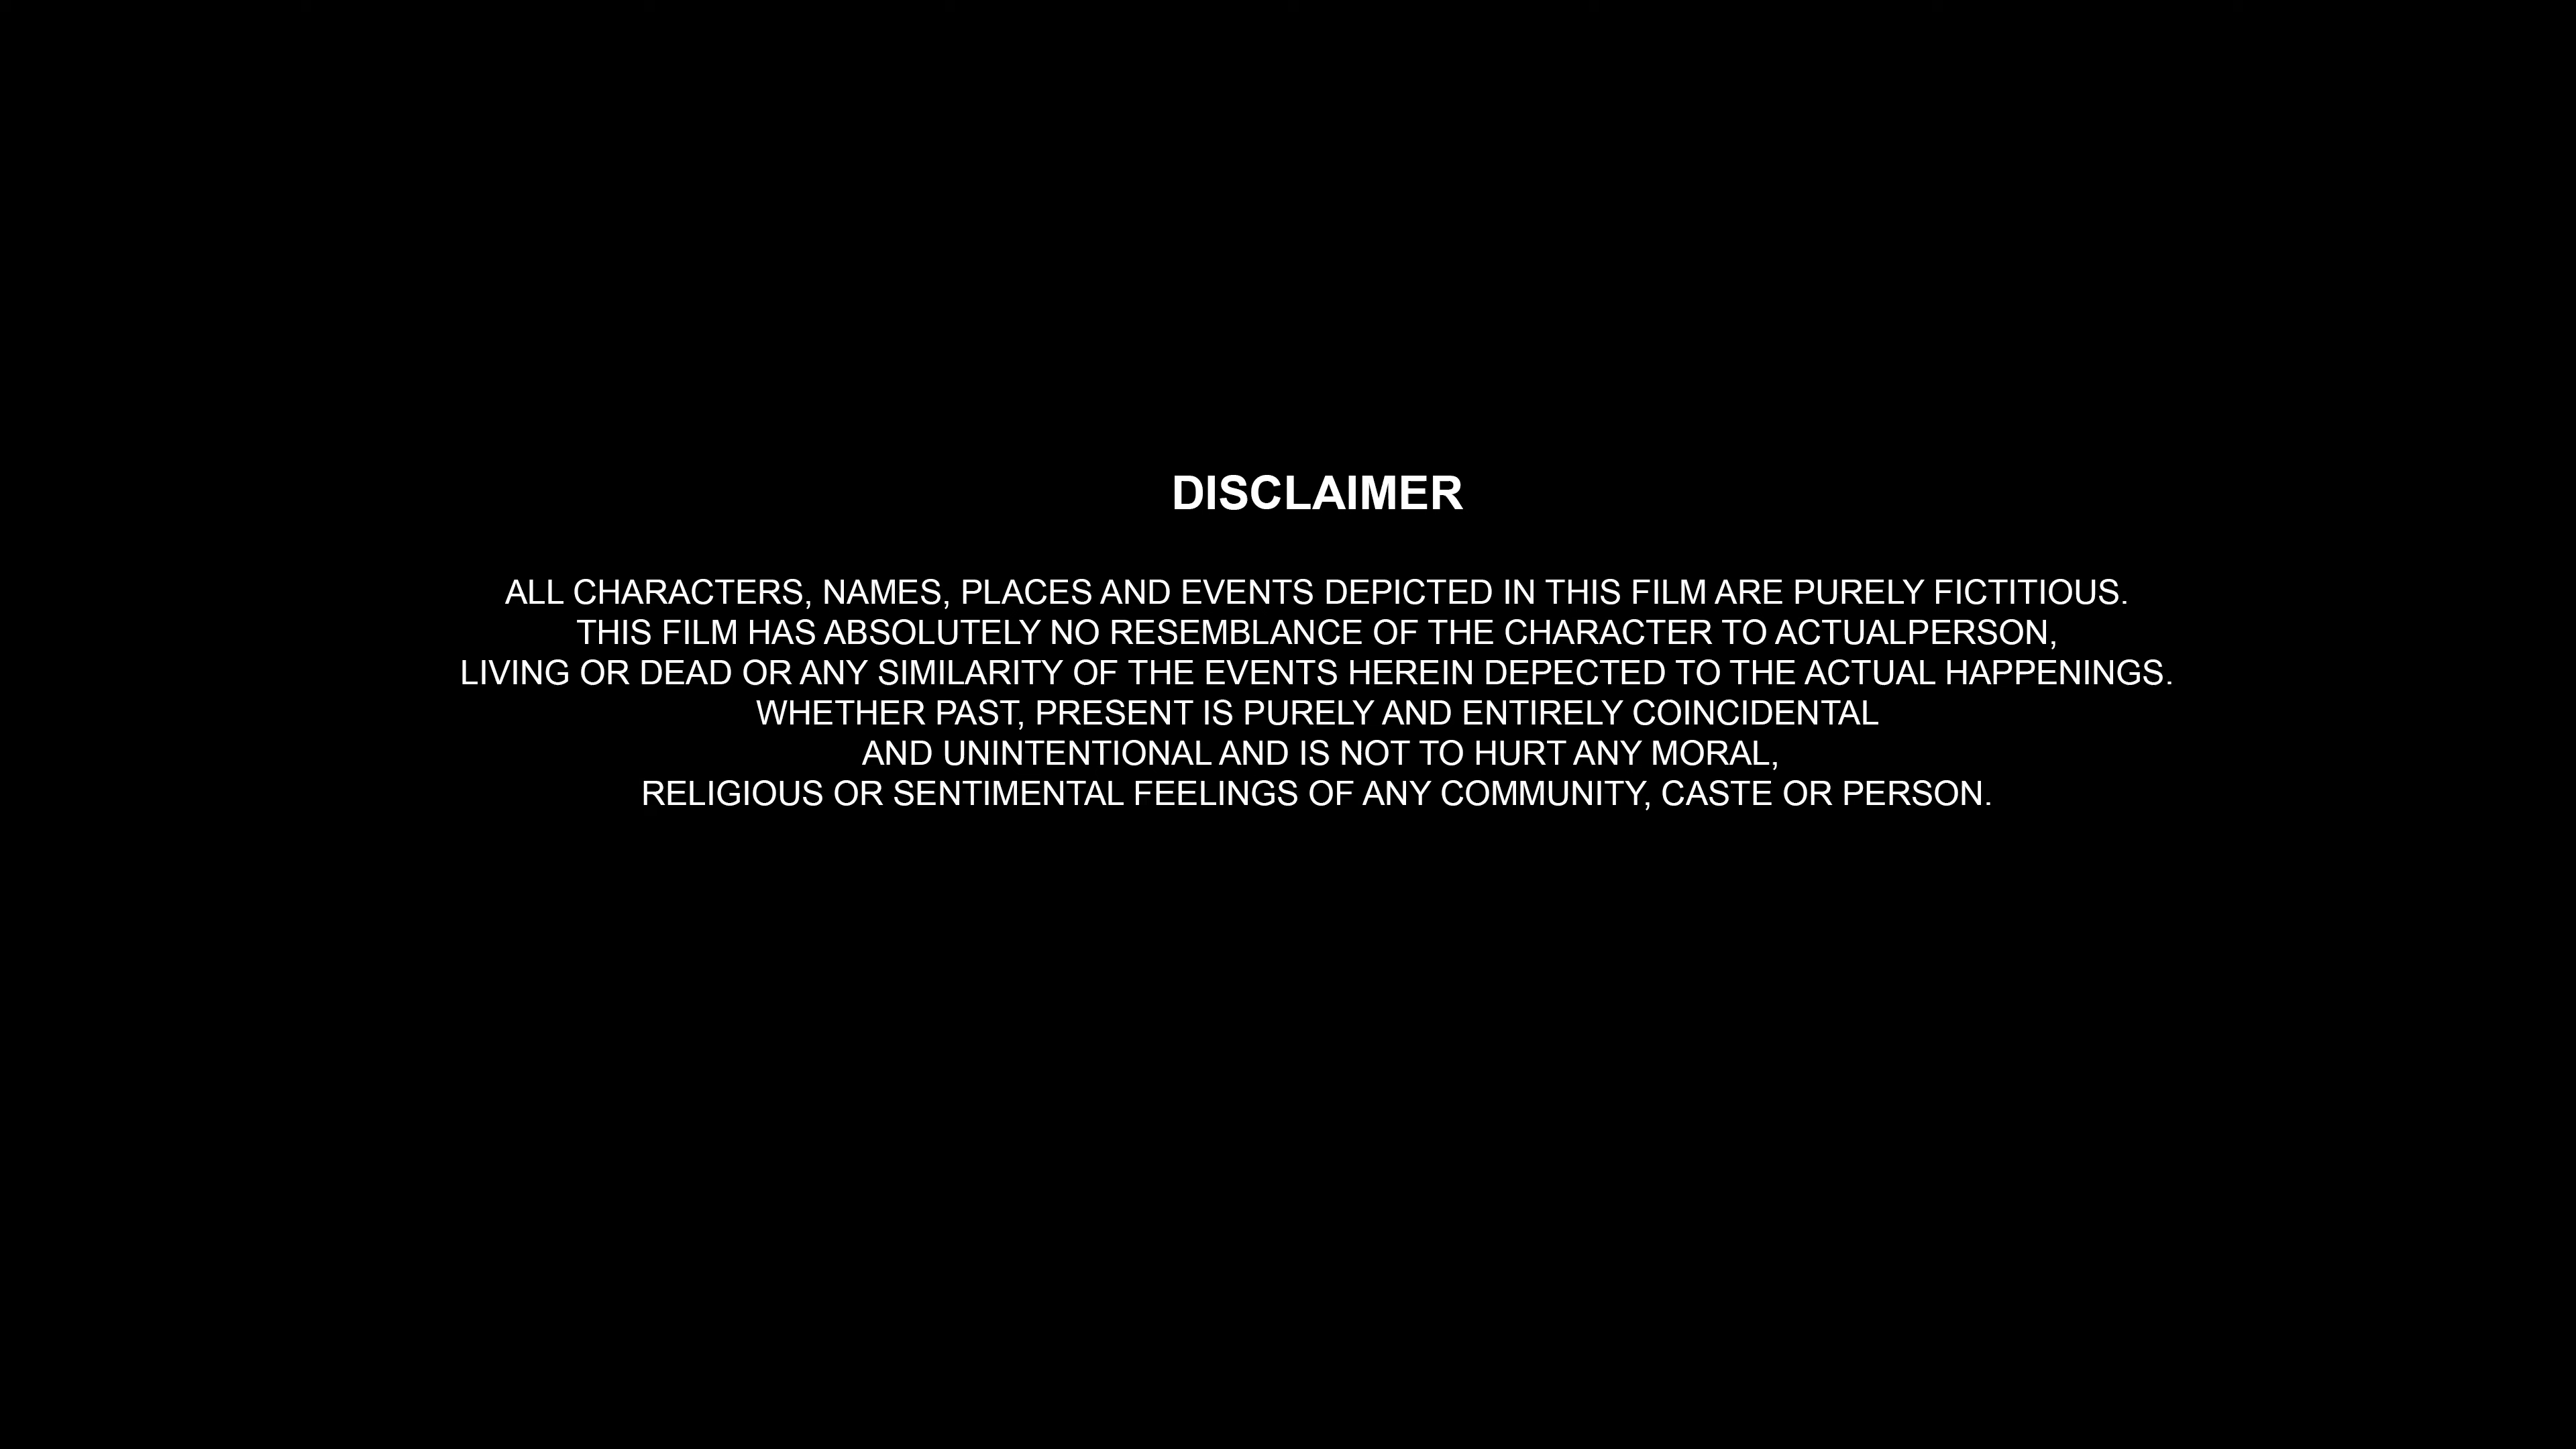 DISCLAIMER
ALL CHARACTERS, NAMES, PLACES AND EVENTS DEPICTED IN THIS FILM ARE PURELY FICTITIOUS.
THIS FILM HAS ABSOLUTELY NO RESEMBLANCE OF THE CHARACTER TO ACTUALPERSON,
LIVING OR DEAD OR ANY SIMILARITY OF THE EVENTS HEREIN DEPECTED TO THE ACTUAL HAPPENINGS.
WHETHER PAST, PRESENT IS PURELY AND ENTIRELY COINCIDENTAL
AND UNINTENTIONAL AND IS NOT TO HURT ANY MORAL,
RELIGIOUS OR SENTIMENTAL FEELINGS OF ANY COMMUNITY, CASTE OR PERSON.